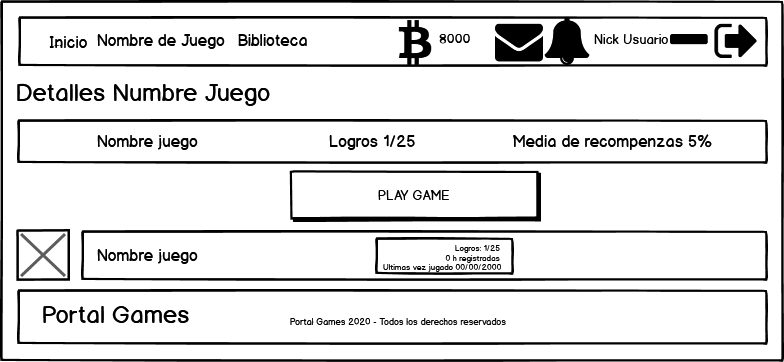 Inicio Nombre de Juego Biblioteca 8000 Nick Usuario
Detalles Numbre Juego
Nombre juego Logros 1/25 Media de recompenzas 5%
PLAY GAME
Nombre juego
Logros: 1/25
0 h registradas
Ultimas vez jugado 00/00/2000
Portal Games
Portal Games 2020 - Todos los derechos reservados